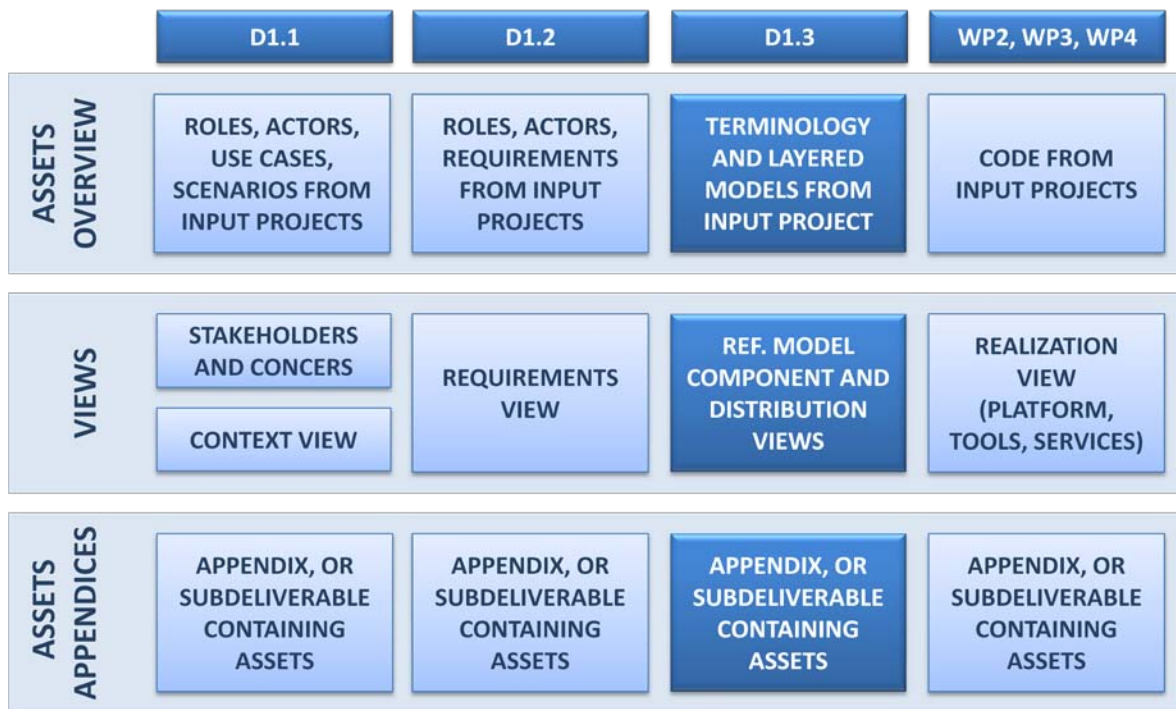 D1.1
D1.2
D1.3
WP2, WP3, WP4
ASSETS
OVERVIEW
ROLES, ACTORS,
USE CASES,
SCENARIOS FROM
INPUT PROJECTS
ROLES, ACTORS,
REQUIREMENTS
FROM INPUT
PROJECTS
TERMINOLOGY
AND LAYERED
MODELS FROM
INPUT PROJECT
CODE FROM
INPUT PROJECTS
VIEWS
STAKEHOLDERS
AND CONCERS
CONTEXT VIEW
REQUIREMENTS
VIEW
REF. MODEL
COMPONENT AND
DISTRIBUTION
VIEWS
REALIZATION
VIEW
(PLATFORM,
TOOLS, SERVICES)
ASSETS
APPENDICES
APPENDIX, OR
SUBDELIVERABLE
CONTAINING
ASSETS
APPENDIX, OR
SUBDELIVERABLE
CONTAINING
ASSETS
APPENDIX, OR
SUBDELIVERABLE
CONTAINING
ASSETS
APPENDIX, OR
SUBDELIVERABLE
CONTAINING
ASSETS